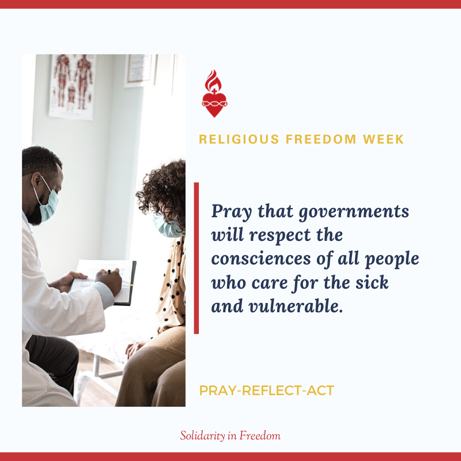 RELIGIOUS FREEDOM WEEK
Pray that governments
will respect the
consciences of all people
who care for the sick
and vulnerable.
PRAY-REFLECT-ACT
Solidarity in Freedom